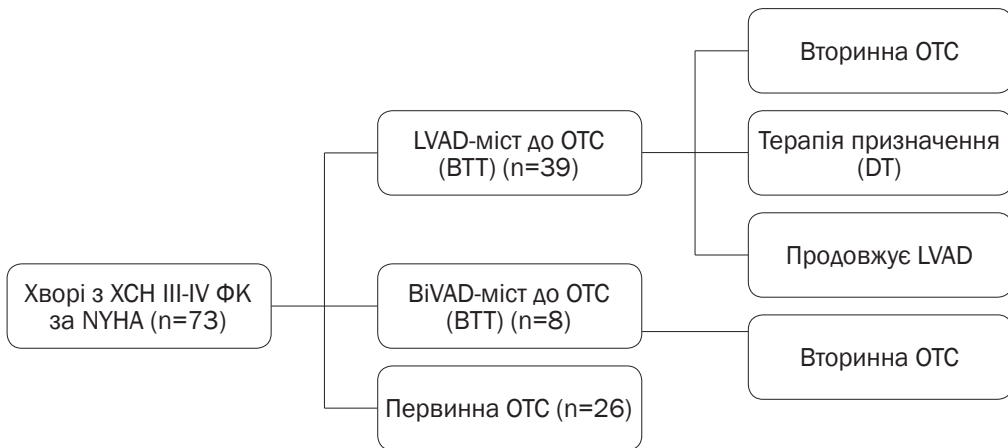 Хворі з ХСН III-IV ФК
за NYHA (n=73)
LVAD-міст до ОТС
(BTT) (n=39)
BiVAD-міст до ОТС
(BTT) (n=8)
Первинна ОТС (n=26)
Вторинна ОТС
Терапія призначення
(DT)
Продовжує LVAD
Вторинна ОТС